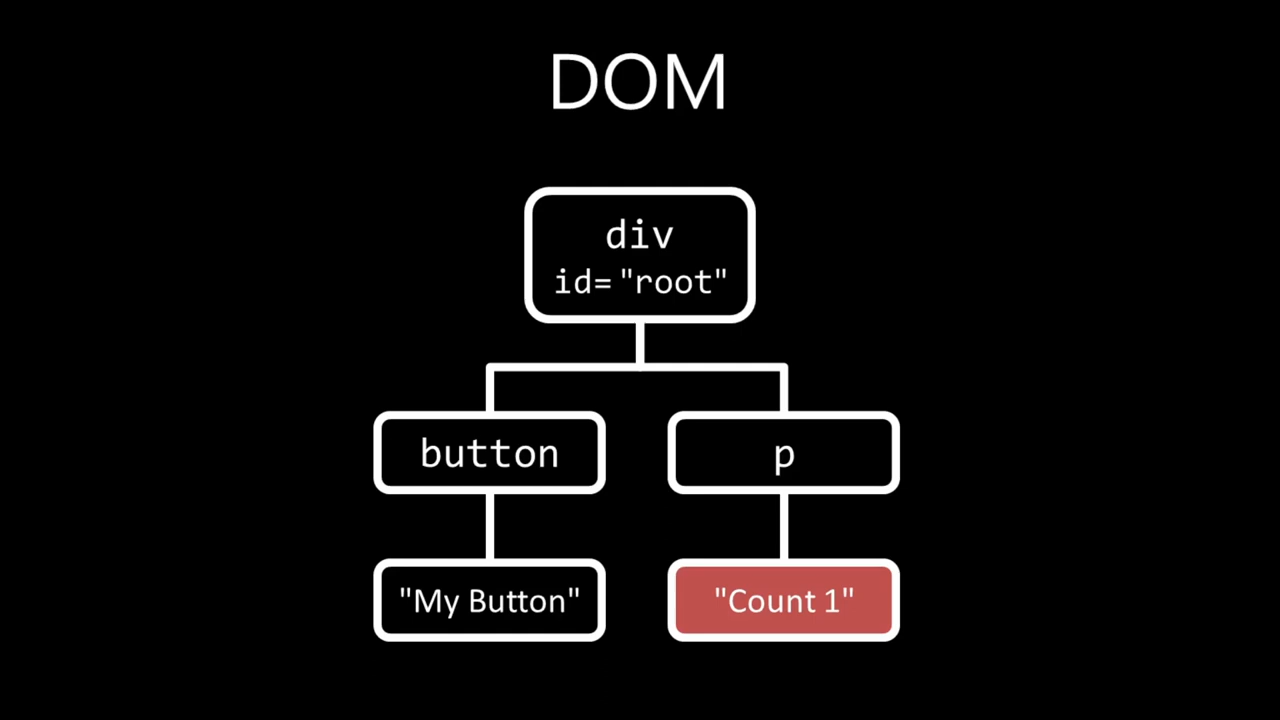 DOM
div
id="root"
button
p
"My Button"
"Count 1"